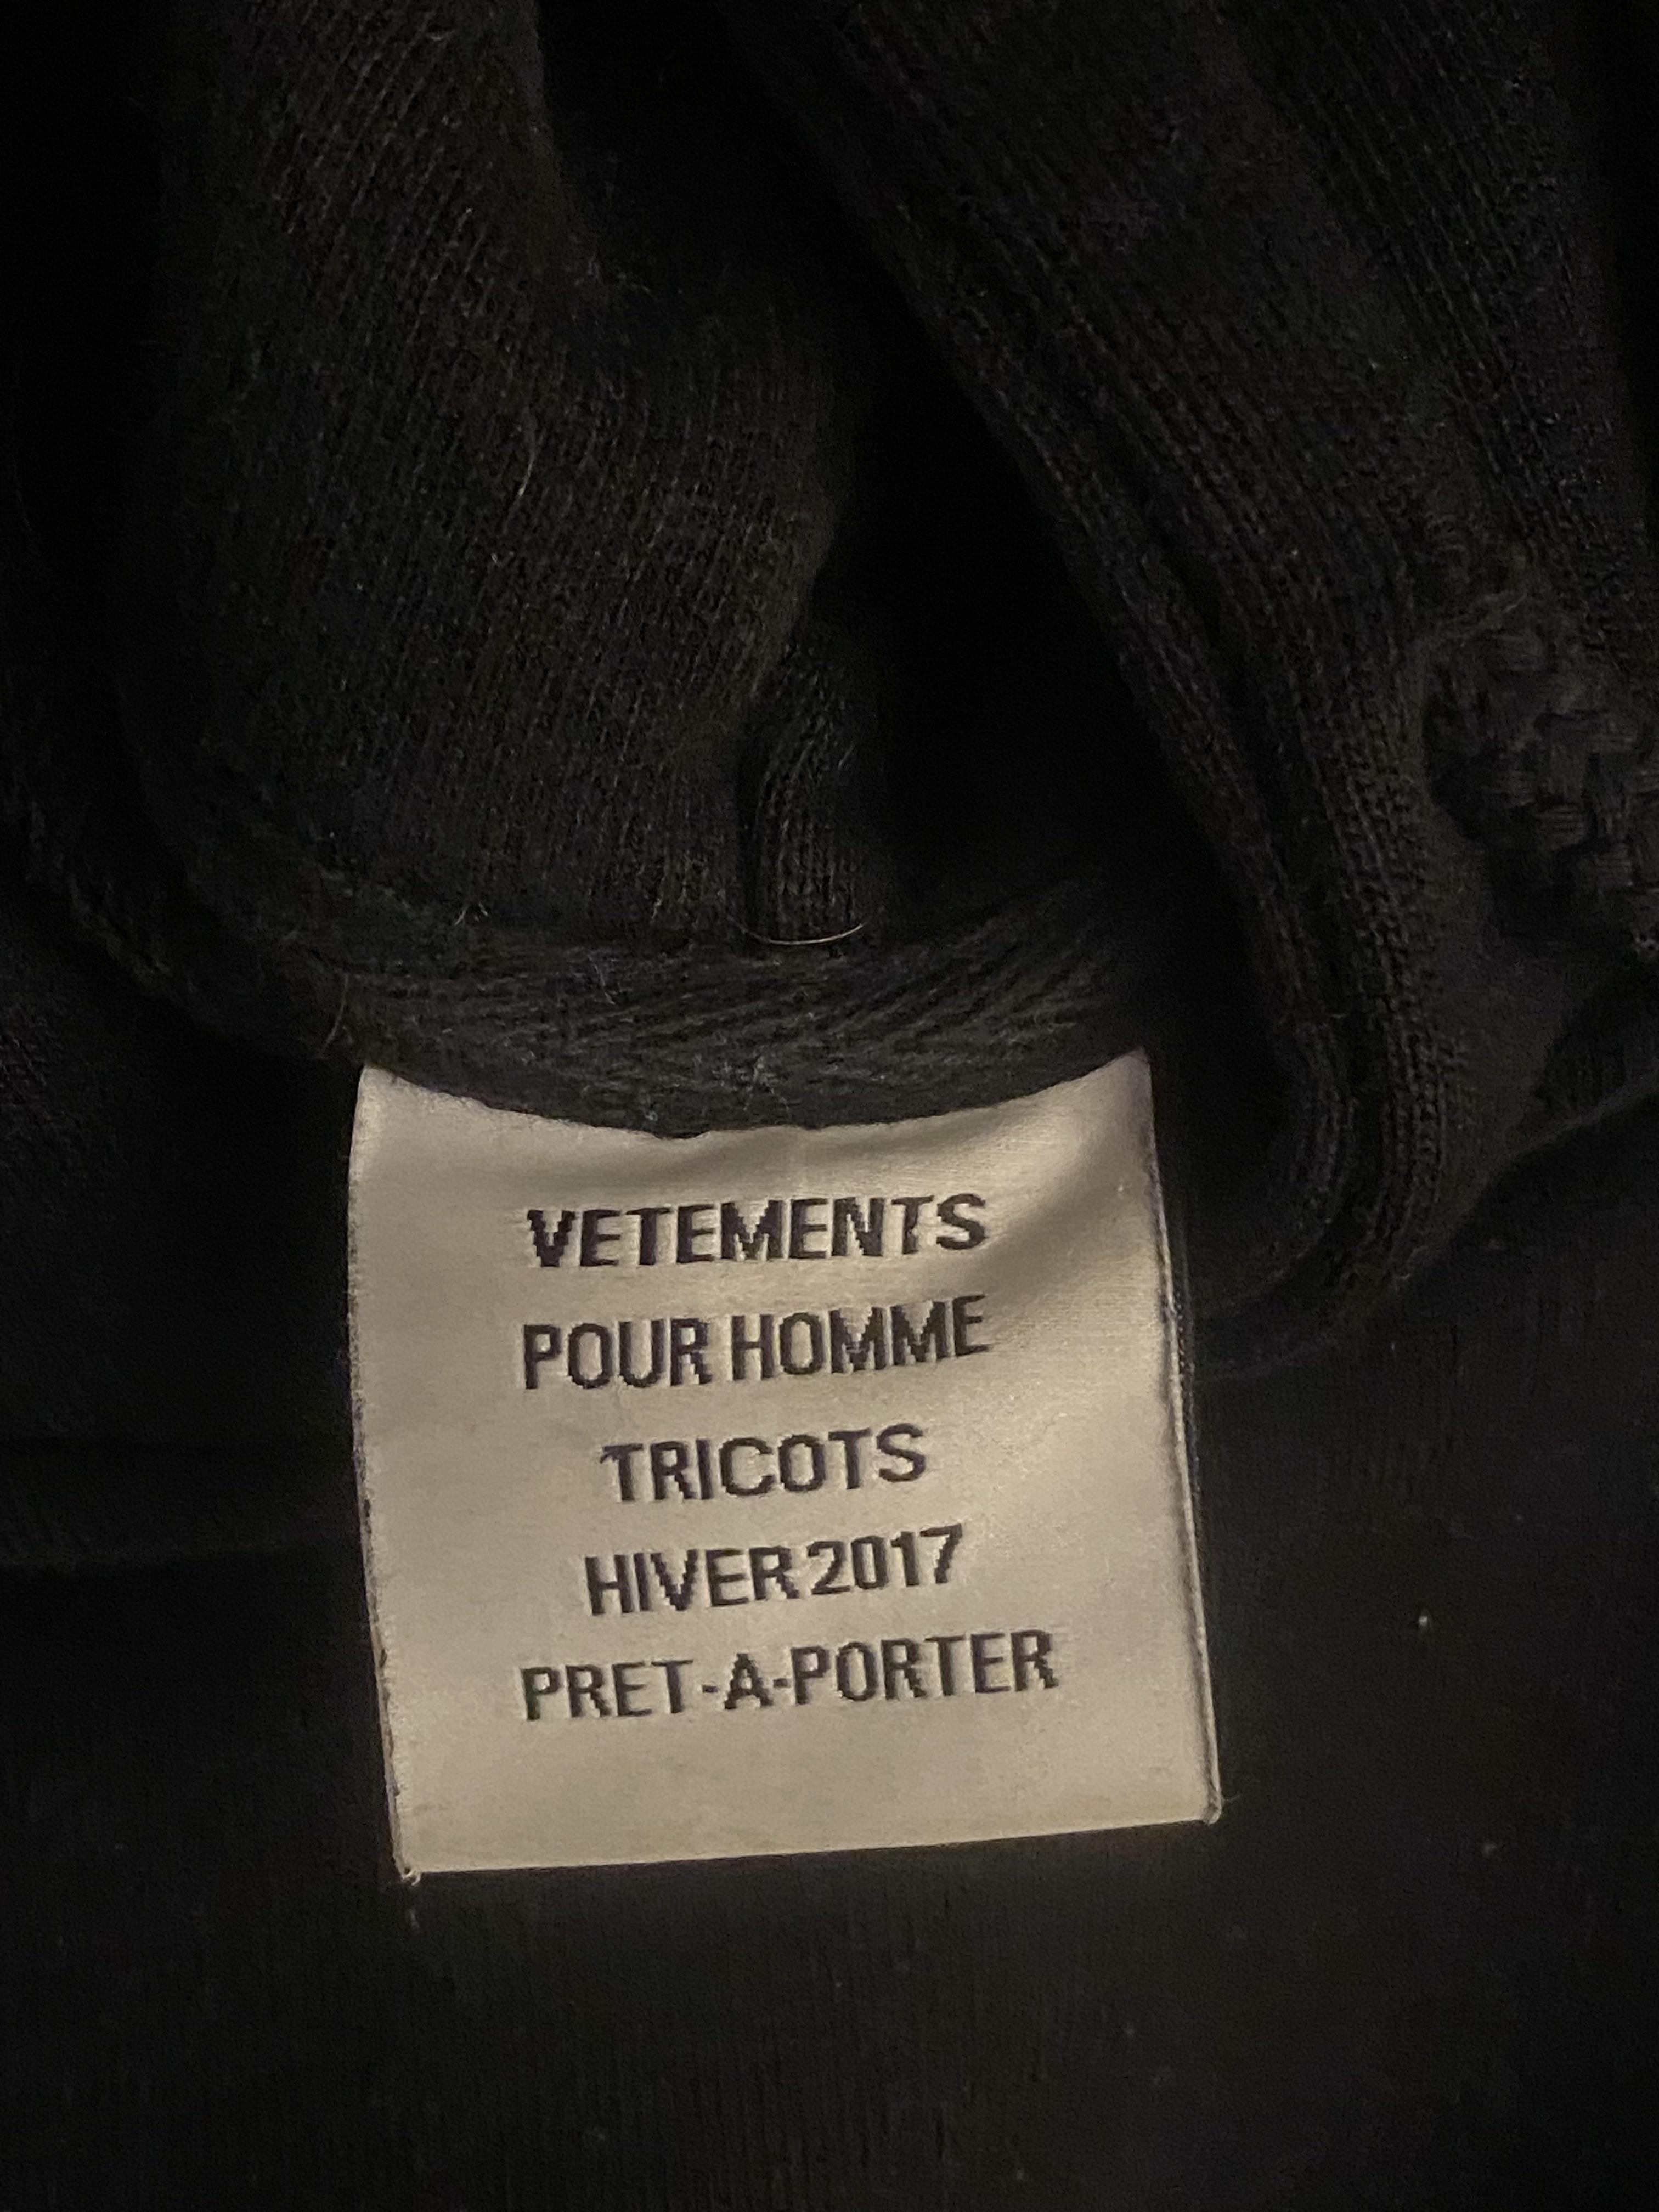 VETEMENTS
POUR HOMME
TRICOTS
HIVER 2017
PRET-A-PORTER